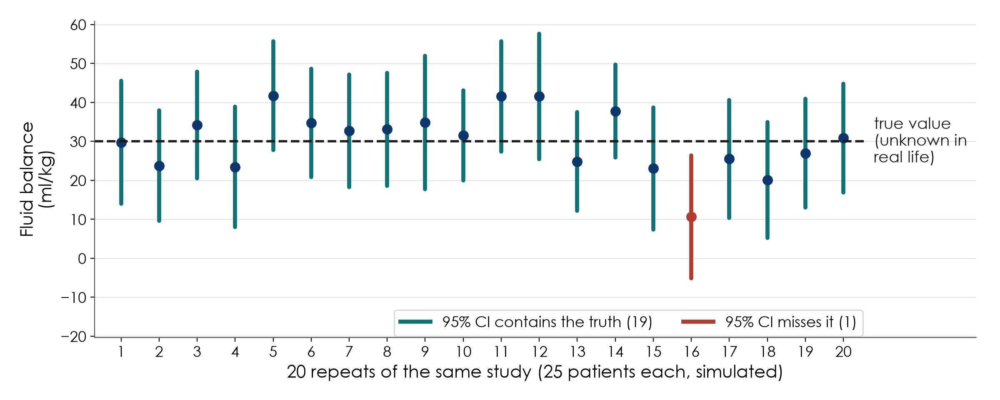 60
50
40
30
20
10
0
−10
−20
Fluid balance
(ml/kg)
true value
(unknown in
real life)
95% CI contains the truth (19)
95% CI misses it (1)
1 2 3 4 5 6 7 8 9 10 11 12 13 14 15 16 17 18 19 20
20 repeats of the same study (25 patients each, simulated)